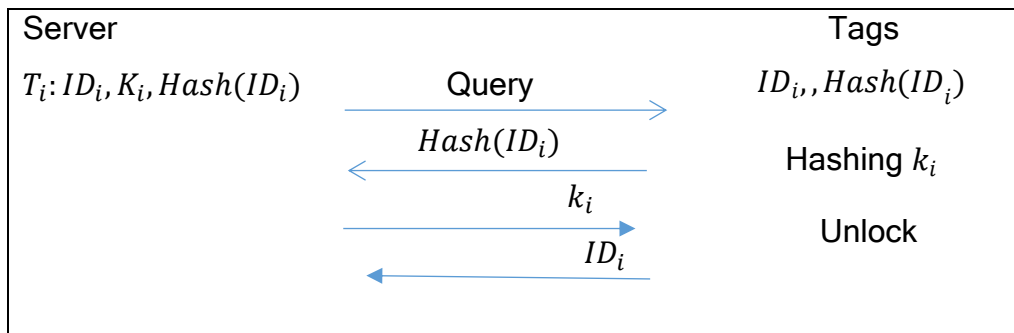 Server Tags
T_i: ID_i, K_i, Hash(ID_i) Query ID_i,, Hash(ID_i)
Hash(ID_i) Hashing k_i
k_i Unlock
ID_i